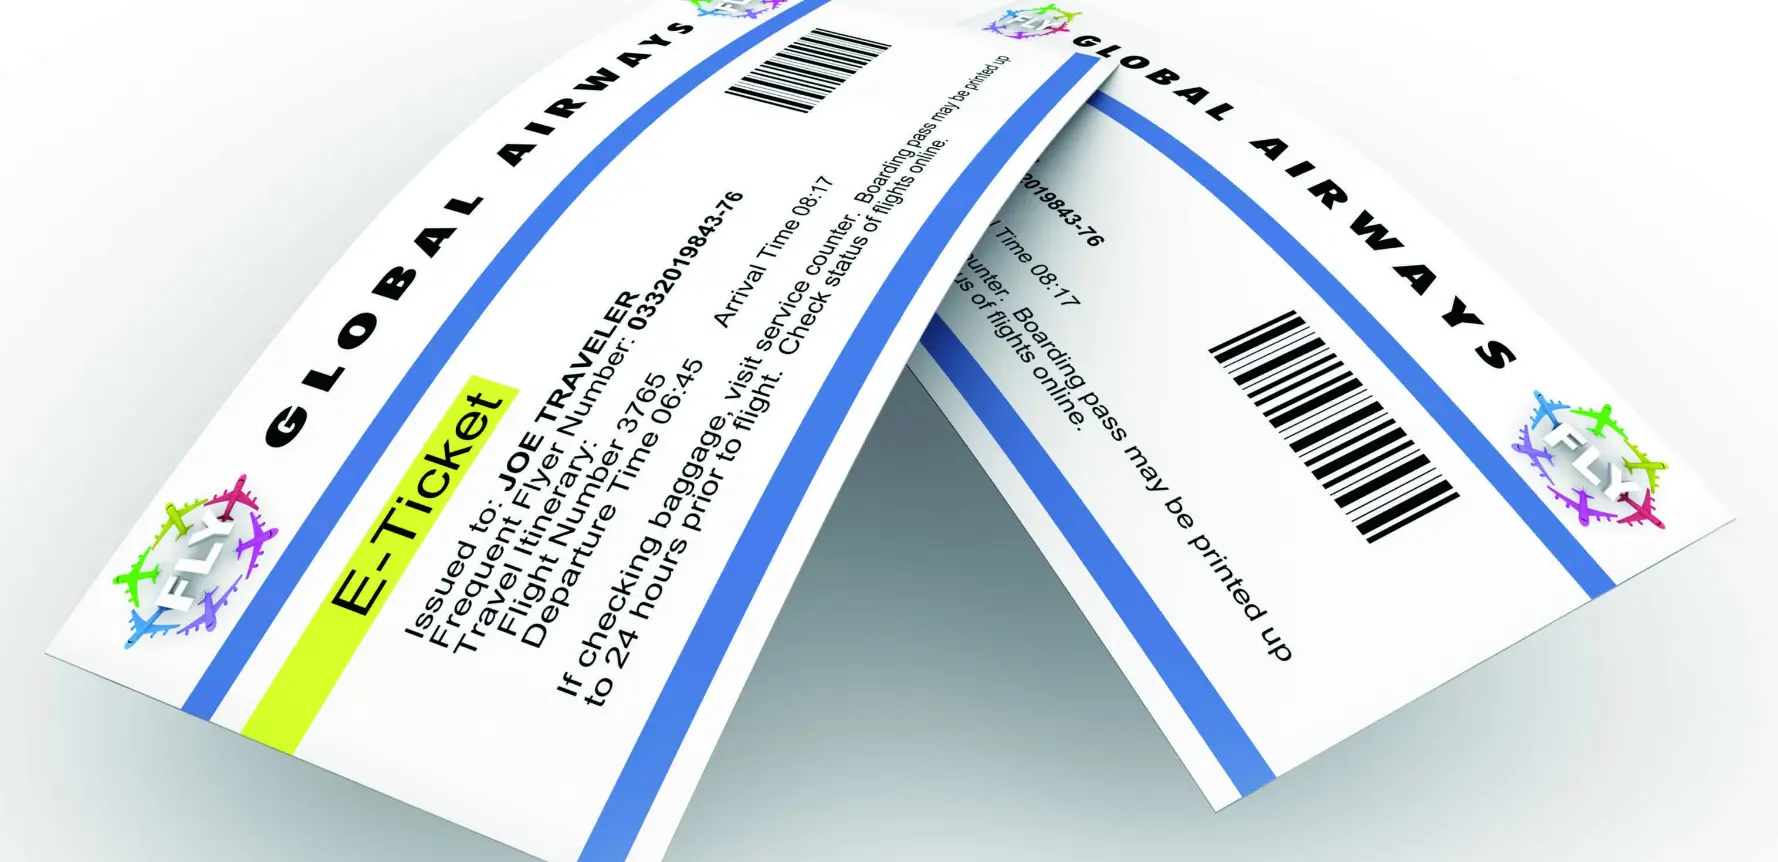 FLY
GLOBAL AIRWAYS
FLY
E-Ticket
Issued to: JOE TRAVELER
Frequent Flyer Number: 0332019843-76
Travel Itinerary:
Flight Number 3765
Departure Time 06:45 Arrival Time 08:17
If checking baggage, visit service counter. Boarding pass may be printed up
to 24 hours prior to flight. Check status of flights online.
FLY
GLOBAL AIRWAYS
FLY
2019843-76
Time 08:17
Boarding pass may be printed up
of flights online.